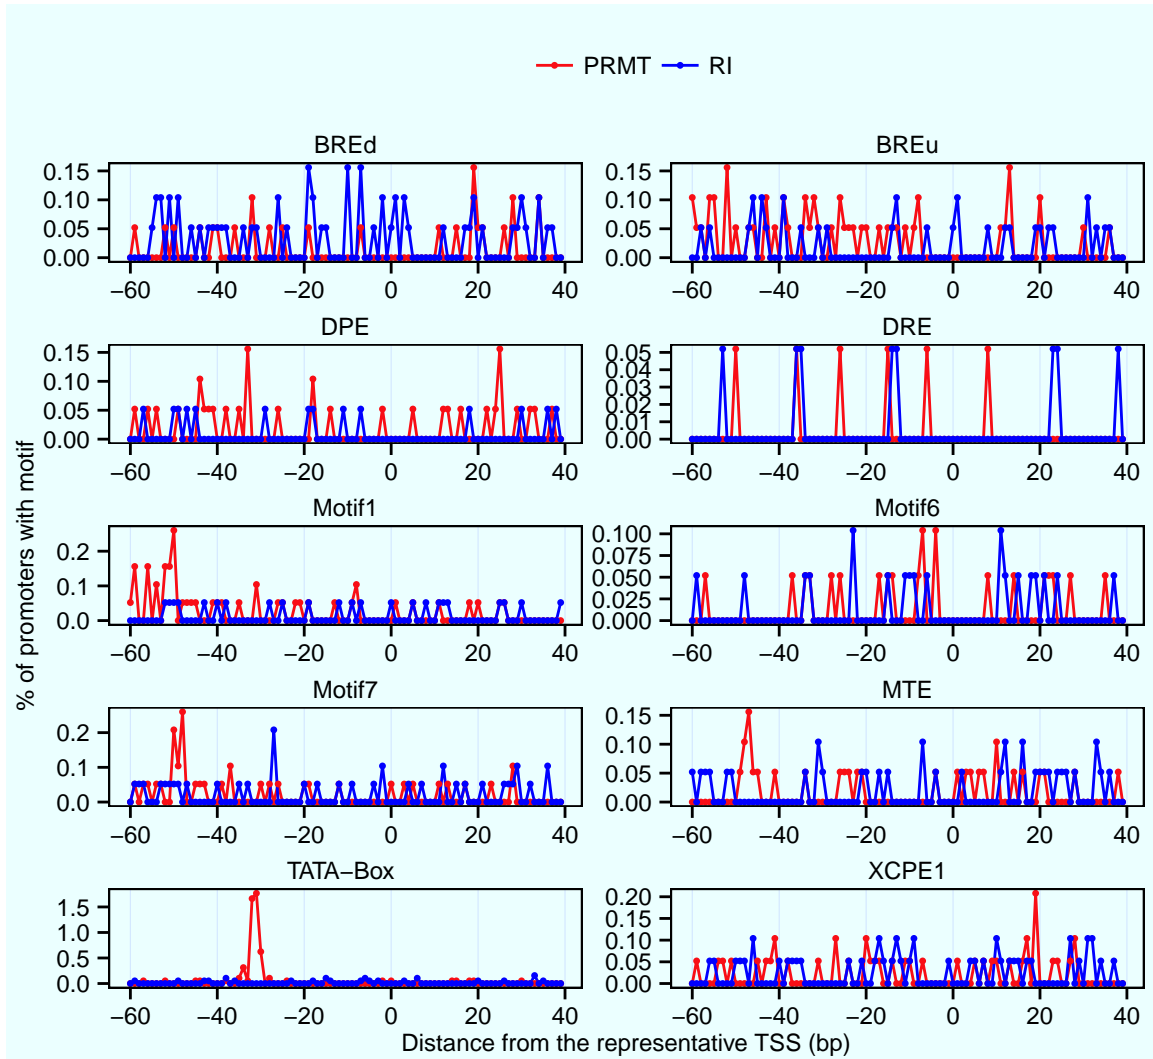 PRMT RI
BREd BREu
0.15
0.10
0.05
0.00
−60 −40 −20 0 20 40
0.15
0.10
0.05
0.00
−60 −40 −20 0 20 40
DPE DRE
0.15
0.10
0.05
0.00
−60 −40 −20 0 20 40
0.05
0.04
0.03
0.02
0.01
0.00
−60 −40 −20 0 20 40
Motif1 Motif6
0.2
0.1
0.0
−60 −40 −20 0 20 40
0.100
0.075
0.050
0.025
0.000
−60 −40 −20 0 20 40
Motif7 MTE
0.2
0.1
0.0
−60 −40 −20 0 20 40
0.15
0.10
0.05
0.00
−60 −40 −20 0 20 40
TATA−Box XCPE1
1.5
1.0
0.5
0.0
−60 −40 −20 0 20 40
0.20
0.15
0.10
0.05
0.00
−60 −40 −20 0 20 40
% of promoters with motif
Distance from the representative TSS (bp)